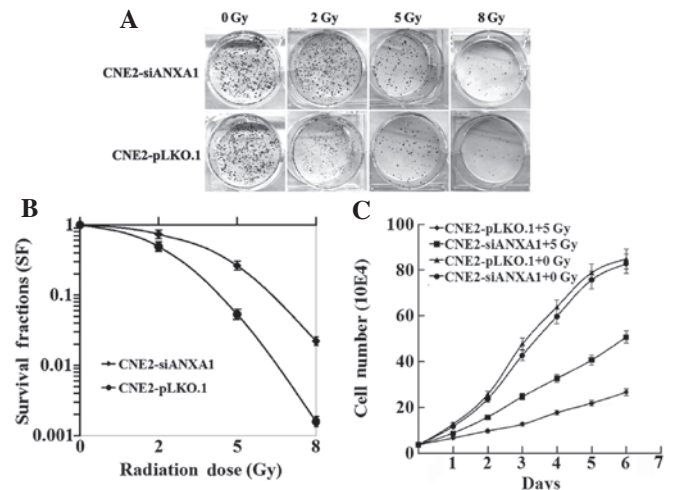 A
0 Gy 2 Gy 5 Gy 8 Gy
CNE2-siANXA1
CNE2-pLKO.1
B
Survival fractions (SF)
1
0.1
0.01
0.001
CNE2-siANXA1
CNE2-pLKO.1
0 2 5 8
Radiation dose (Gy)
C
Cell number (10E4)
100
80
60
40
20
0
CNE2-pLKO.1+5 Gy
CNE2-siANXA1+5 Gy
CNE2-pLKO.1+0 Gy
CNE2-siANXA1+0 Gy
1 2 3 4 5 6 7
Days